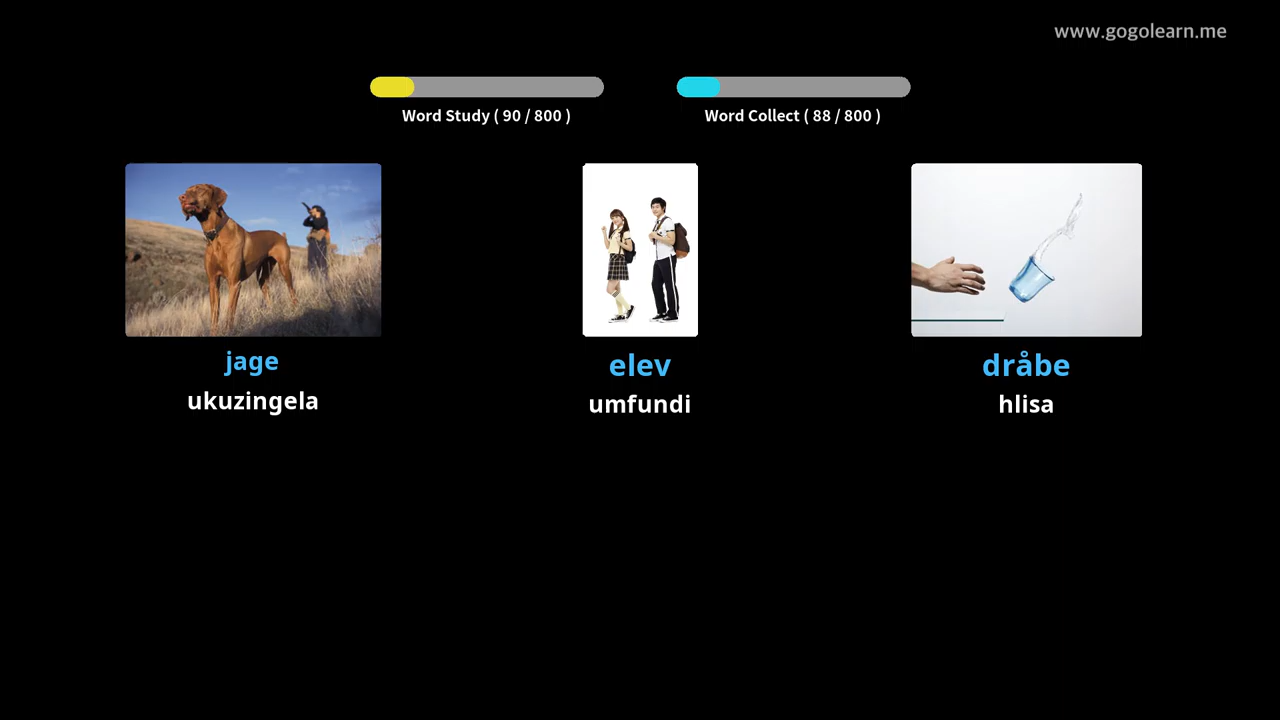 www.gogolearn.me
Word Study ( 90 / 800 )
Word Collect ( 88 / 800 )
jage
ukuzingela
elev
umfundi
dråbe
hlisa